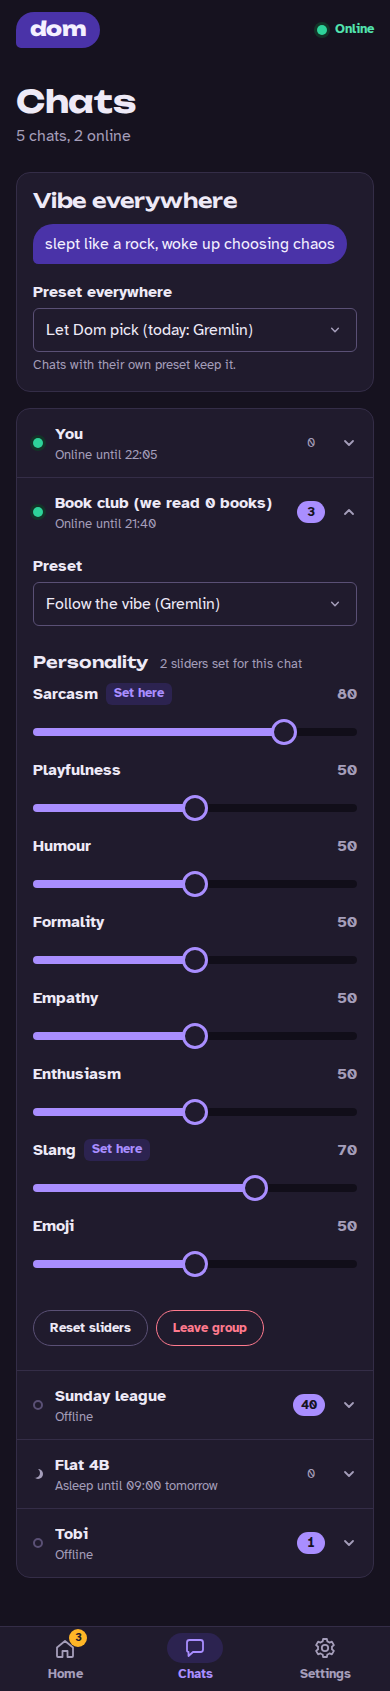 dom
Online
Chats
5 chats, 2 online
Vibe everywhere
slept like a rock, woke up choosing chaos
Preset everywhere
Let Dom pick (today: Gremlin)
Chats with their own preset keep it.
You
0
Online until 22:05
Book club (we read 0 books)
3
Online until 21:40
Preset
Follow the vibe (Gremlin)
Personality 2 sliders set for this chat
Sarcasm Set here 80
Playfulness 50
Humour 50
Formality 50
Empathy 50
Enthusiasm 50
Slang Set here 70
Emoji 50
Reset sliders Leave group
Sunday league
40
Offline
Flat 4B
0
Asleep until 09:00 tomorrow
Tobi
1
Offline
3
Home Chats Settings